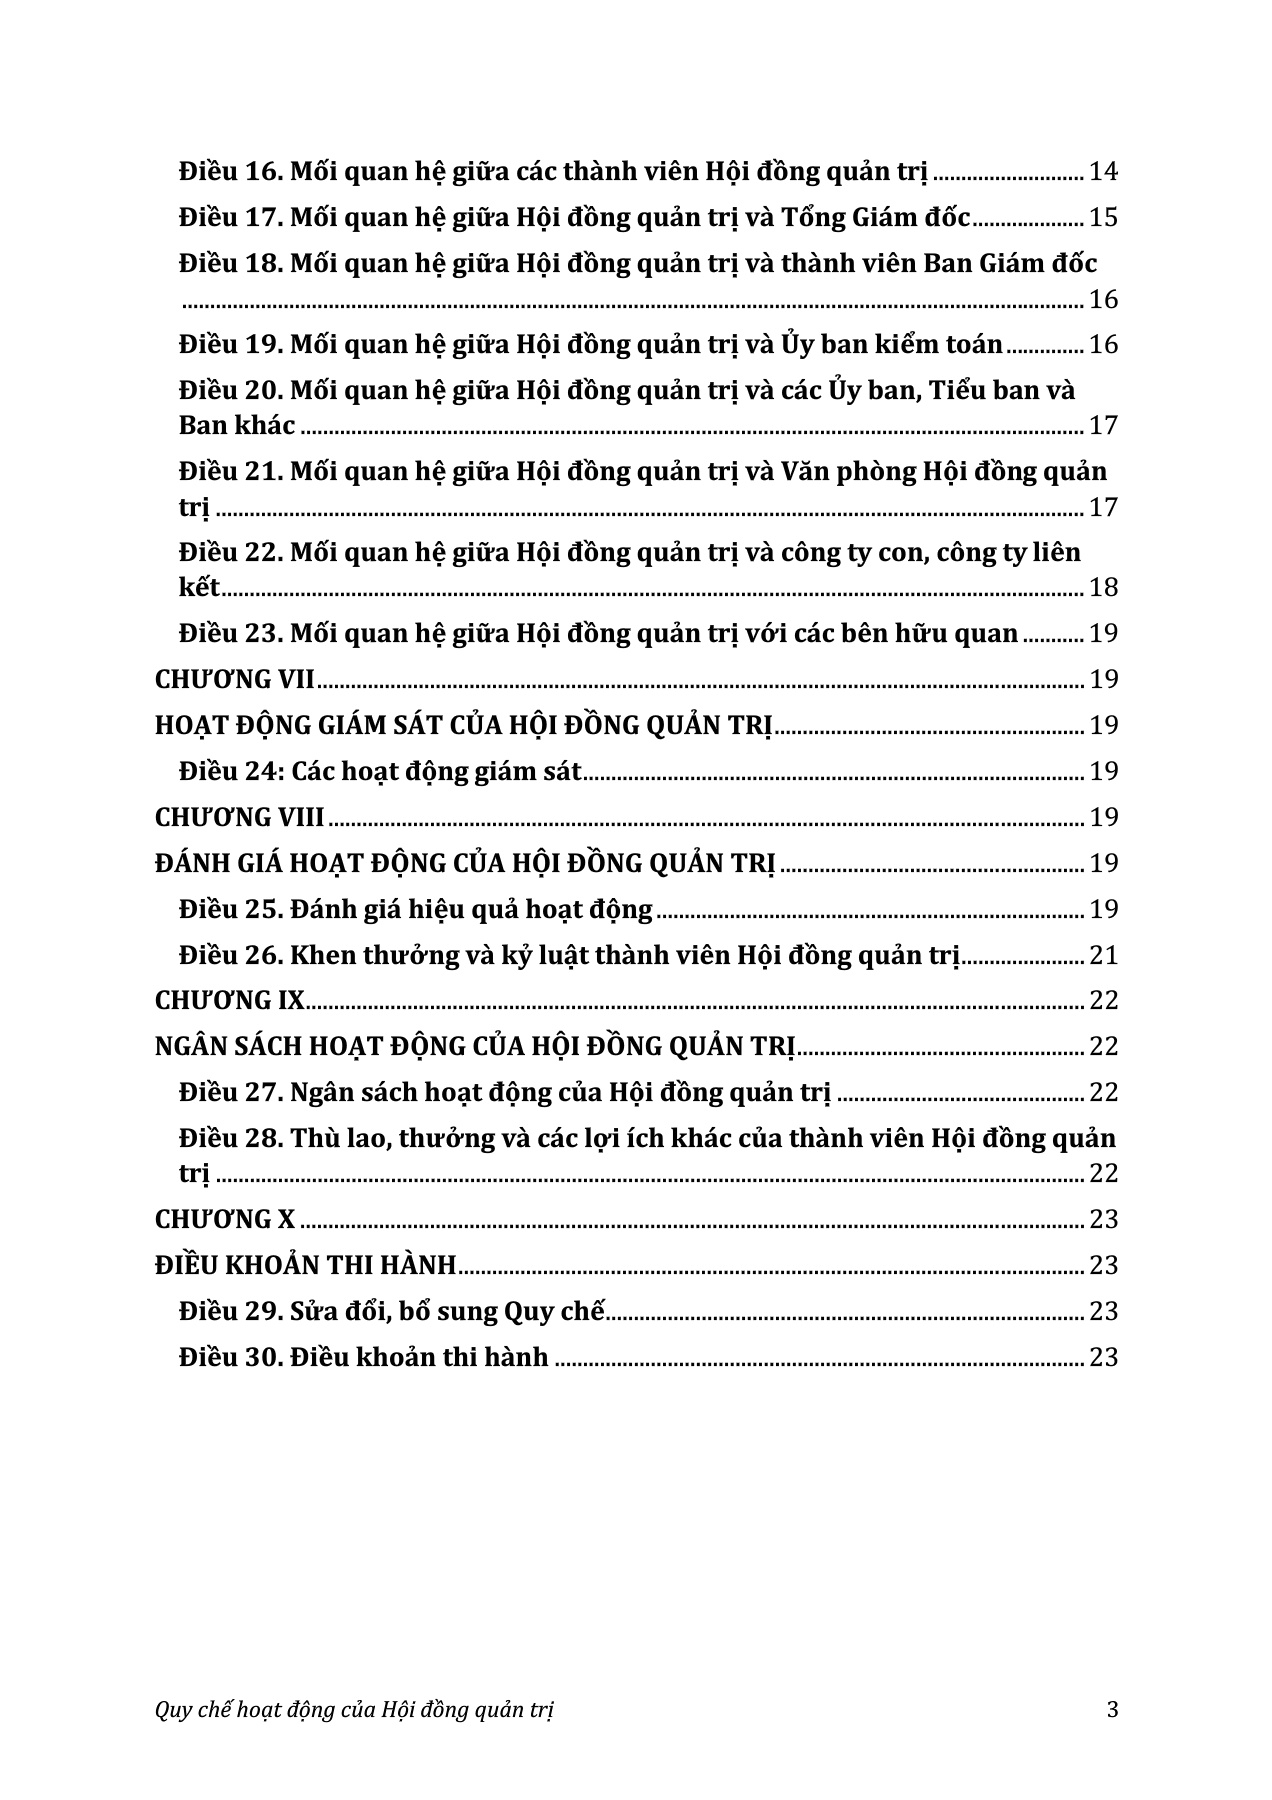 Điều 16. Mối quan hệ giữa các thành viên Hội đồng quản trị ........................... 14
Điều 17. Mối quan hệ giữa Hội đồng quản trị và Tổng Giám đốc.................... 15
Điều 18. Mối quan hệ giữa Hội đồng quản trị và thành viên Ban Giám đốc
................................................................................................................ 16
Điều 19. Mối quan hệ giữa Hội đồng quản trị và Ủy ban kiểm toán.............. 16
Điều 20. Mối quan hệ giữa Hội đồng quản trị và các Ủy ban, Tiểu ban và
Ban khác ................................................................................................ 17
Điều 21. Mối quan hệ giữa Hội đồng quản trị và Văn phòng Hội đồng quản
trị ................................................................................................ 17
Điều 22. Mối quan hệ giữa Hội đồng quản trị và công ty con, công ty liên
kết................................................................................................ 18
Điều 23. Mối quan hệ giữa Hội đồng quản trị với các bên hữu quan ........... 19
CHƯƠNG VII................................................................................................ 19
HOẠT ĐỘNG GIÁM SÁT CỦA HỘI ĐỒNG QUẢN TRỊ........................................ 19
Điều 24: Các hoạt động giám sát................................................................ 19
CHƯƠNG VIII ................................................................................................ 19
ĐÁNH GIÁ HOẠT ĐỘNG CỦA HỘI ĐỒNG QUẢN TRỊ ........................................ 19
Điều 25. Đánh giá hiệu quả hoạt động ........................................................ 19
Điều 26. Khen thưởng và kỷ luật thành viên Hội đồng quản trị...................... 21
CHƯƠNG IX................................................................................................ 22
NGÂN SÁCH HOẠT ĐỘNG CỦA HỘI ĐỒNG QUẢN TRỊ........................................ 22
Điều 27. Ngân sách hoạt động của Hội đồng quản trị ................................ 22
Điều 28. Thù lao, thưởng và các lợi ích khác của thành viên Hội đồng quản
trị ................................................................................................ 22
CHƯƠNG X ................................................................................................ 23
ĐIỀU KHOẢN THI HÀNH................................................................................ 23
Điều 29. Sửa đổi, bổ sung Quy chế................................................................ 23
Điều 30. Điều khoản thi hành ................................................................ 23
Quy chế hoạt động của Hội đồng quản trị 3